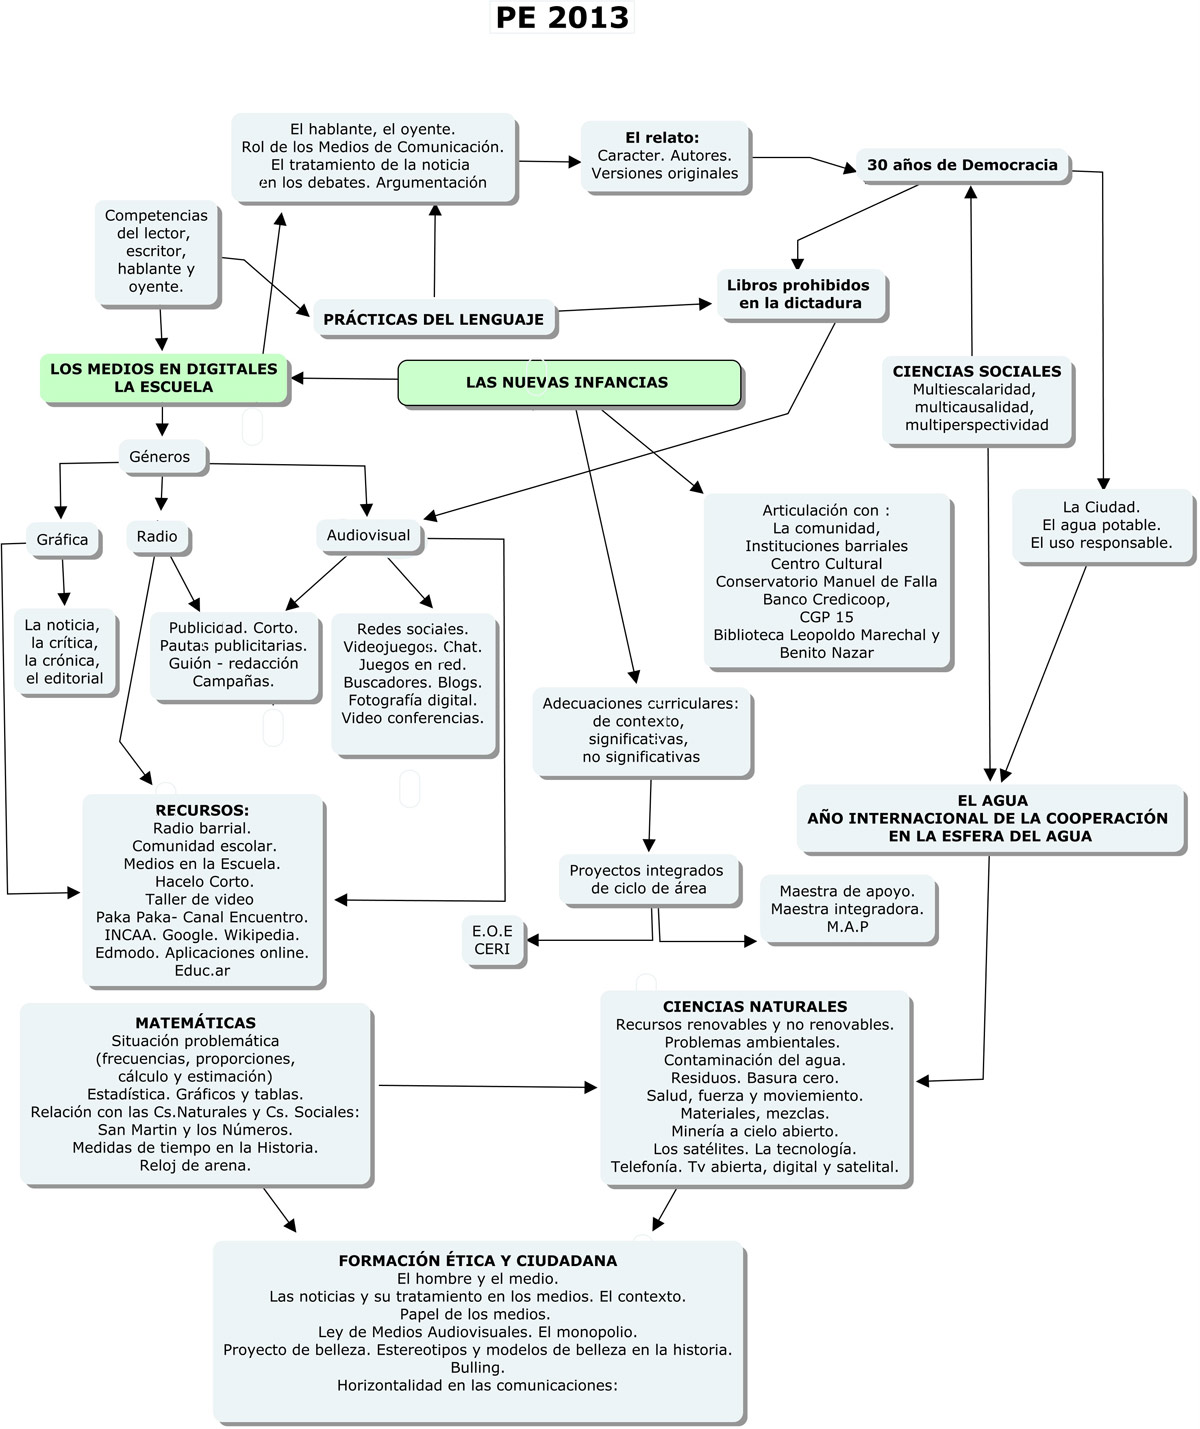 PE 2013
El hablante, el oyente.
Rol de los Medios de Comunicación.
El tratamiento de la noticia
en los debates. Argumentación
El relato:
Caracter. Autores.
Versiones originales
30 años de Democracia
Competencias
del lector,
escritor,
hablante y
oyente.
PRÁCTICAS DEL LENGUAJE
Libros prohibidos
en la dictadura
LOS MEDIOS EN DIGITALES
LA ESCUELA
LAS NUEVAS INFANCIAS
CIENCIAS SOCIALES
Multiescalaridad,
multicausalidad,
multiperspectividad
Géneros
Gráfica
Radio
Audiovisual
Articulación con :
La comunidad,
Instituciones barriales
Centro Cultural
Conservatorio Manuel de Falla
Banco Credicoop,
CGP 15
Biblioteca Leopoldo Marechal y
Benito Nazar
La Ciudad.
El agua potable.
El uso responsable.
La noticia,
la crítica,
la crónica,
el editorial
Publicidad. Corto.
Pautas publicitarias.
Guión - redacción
Campañas.
Redes sociales.
Videojuegos. Chat.
Juegos en red.
Buscadores. Blogs.
Fotografía digital.
Video conferencias.
Adecuaciones curriculares:
de contexto,
significativas,
no significativas
RECURSOS:
Radio barrial.
Comunidad escolar.
Medios en la Escuela.
Hacelo Corto.
Taller de video
Paka Paka- Canal Encuentro.
INCAA. Google. Wikipedia.
Edmodo. Aplicaciones online.
Educ.ar
EL AGUA
AÑO INTERNACIONAL DE LA COOPERACIÓN
EN LA ESFERA DEL AGUA
Proyectos integrados
de ciclo de área
E.O.E
CERI
Maestra de apoyo.
Maestra integradora.
M.A.P
MATEMÁTICAS
Situación problemática
(frecuencias, proporciones,
cálculo y estimación)
Estadística. Gráficos y tablas.
Relación con las Cs.Naturales y Cs. Sociales:
San Martin y los Números.
Medidas de tiempo en la Historia.
Reloj de arena.
CIENCIAS NATURALES
Recursos renovables y no renovables.
Problemas ambientales.
Contaminación del agua.
Residuos. Basura cero.
Salud, fuerza y moviemiento.
Materiales, mezclas.
Minería a cielo abierto.
Los satélites. La tecnología.
Telefonía. Tv abierta, digital y satelital.
FORMACIÓN ÉTICA Y CIUDADANA
El hombre y el medio.
Las noticias y su tratamiento en los medios. El contexto.
Papel de los medios.
Ley de Medios Audiovisuales. El monopolio.
Proyecto de belleza. Estereotipos y modelos de belleza en la historia.
Bulling.
Horizontalidad en las comunicaciones: